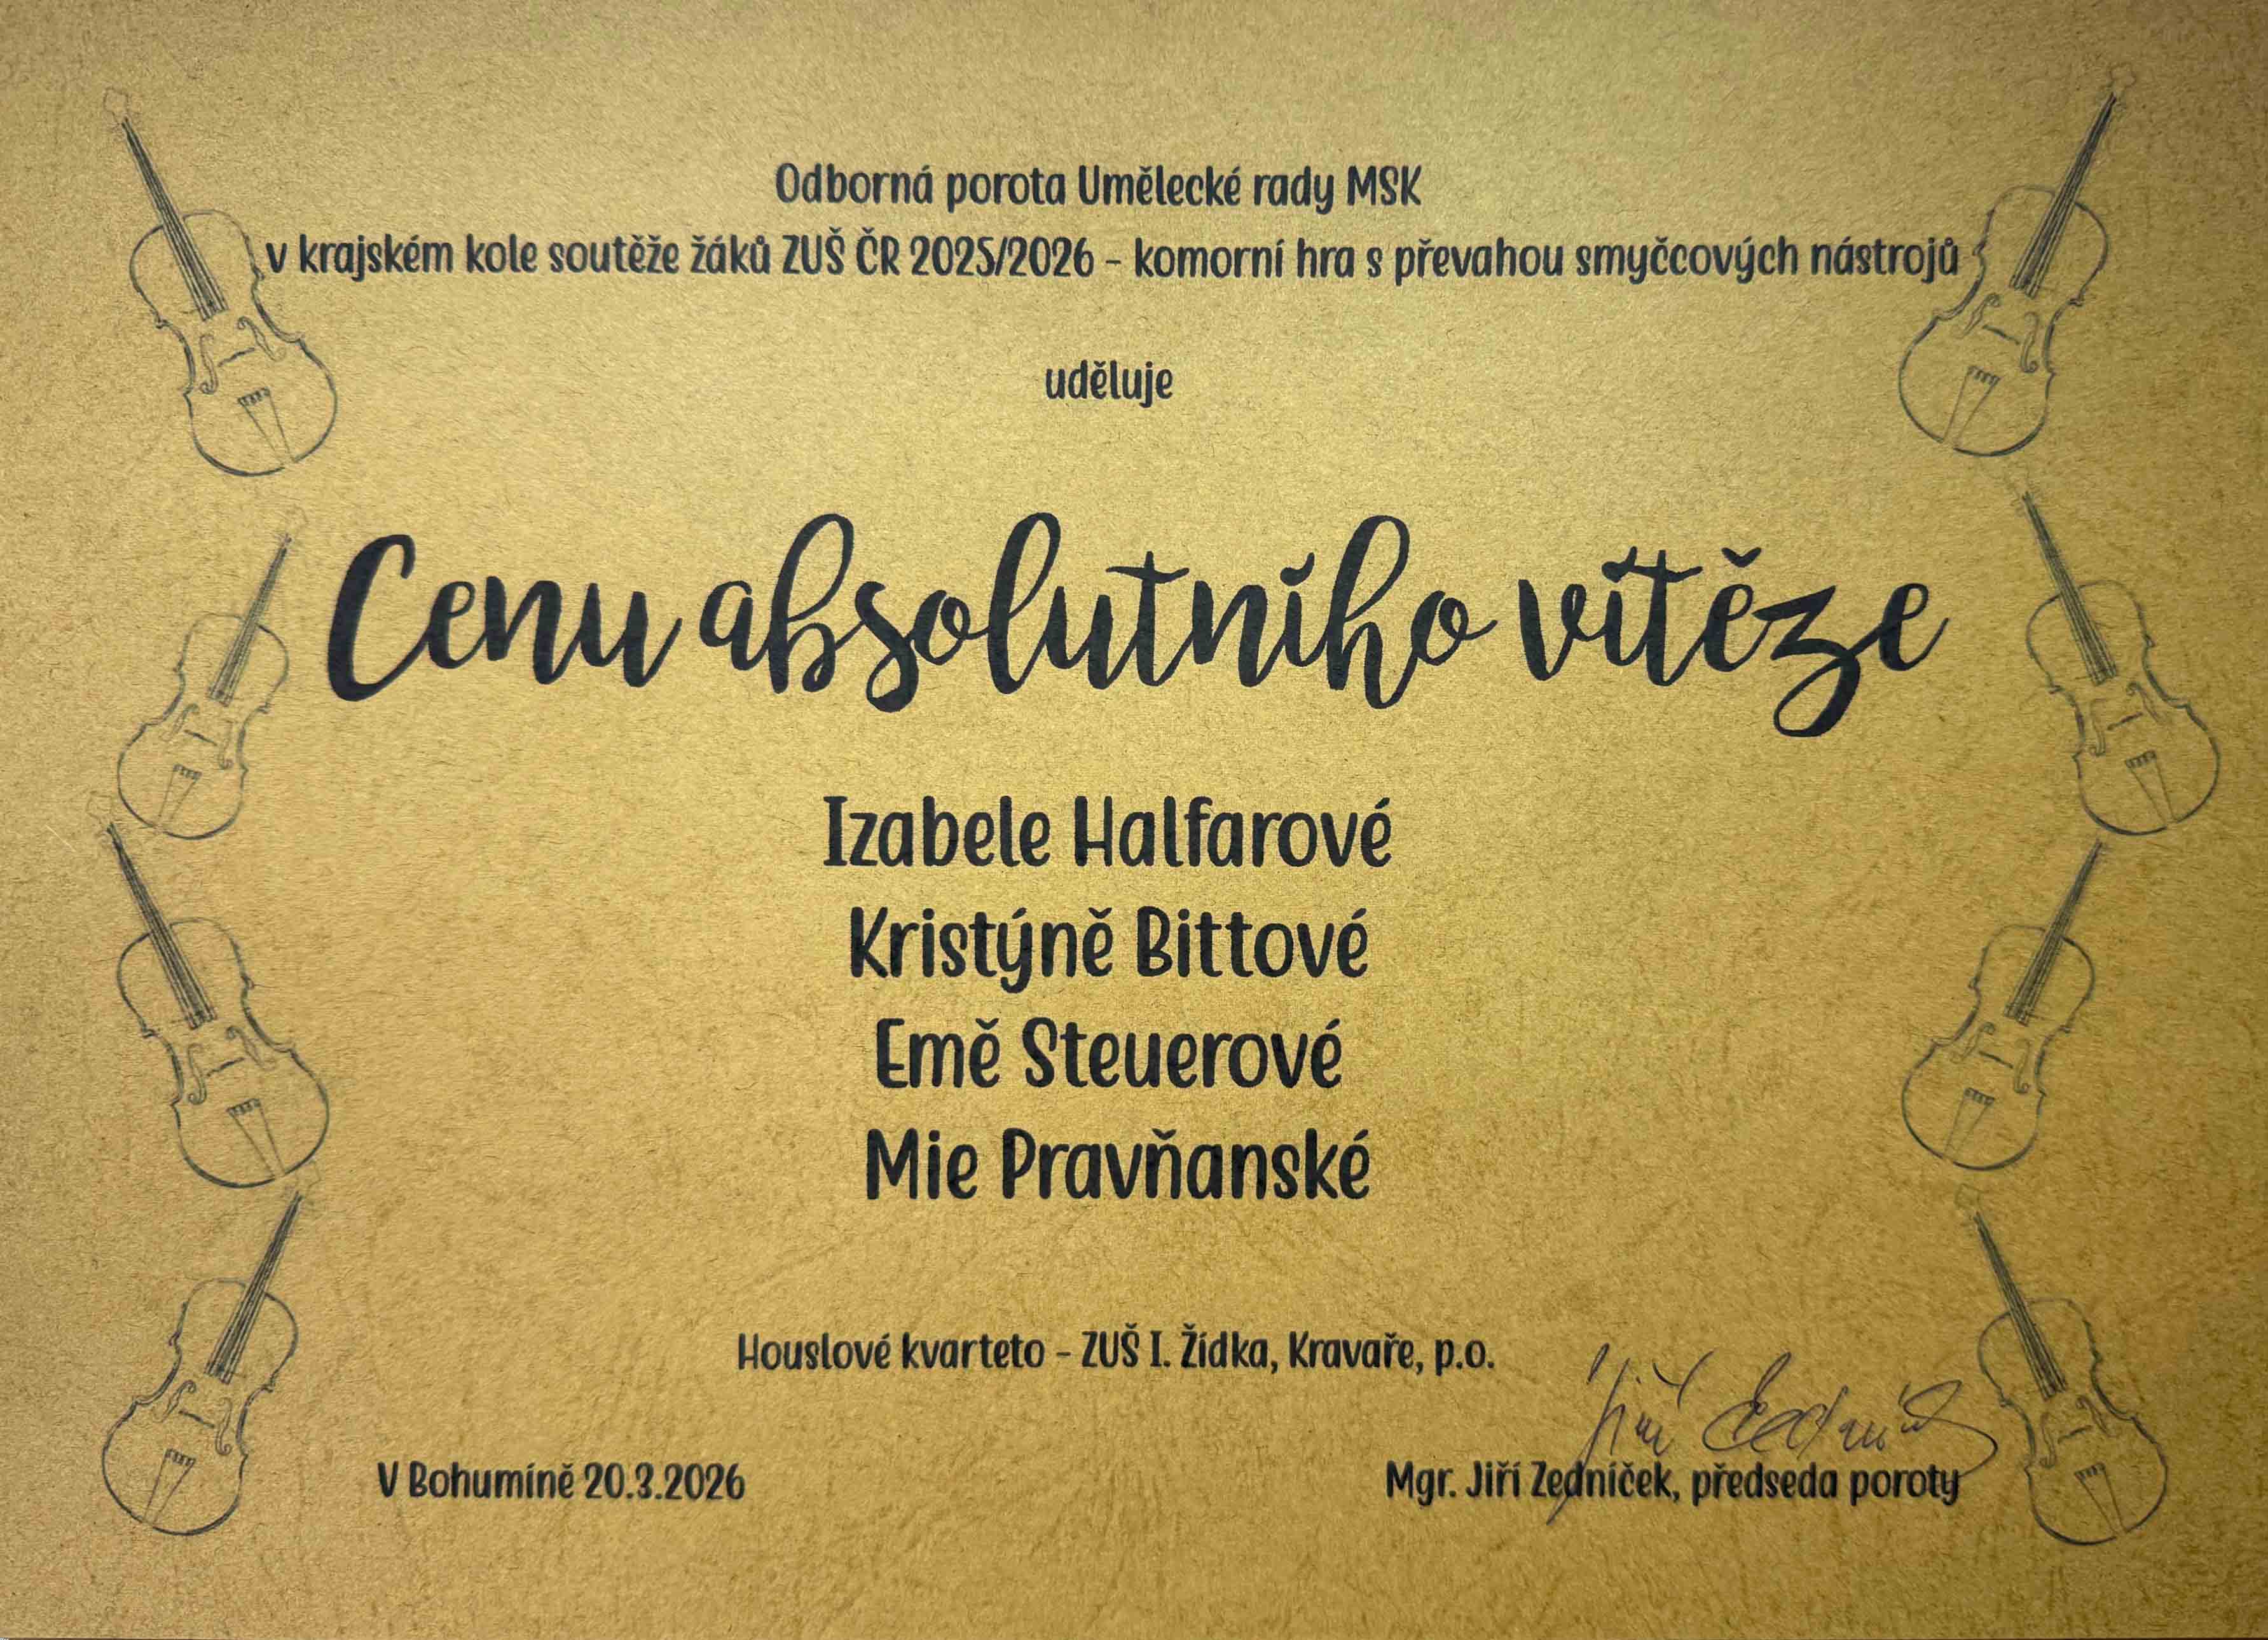 Odborná porota Umělecké rady MSK
v krajském kole soutěže žáků ZUŠ ČR 2025/2026 - komorní hra s převahou smyčcových nástrojů
uděluje
Cenu absolutního vítěze
Izabele Halfarové
Kristýně Bittové
Emě Steuerové
Mie Pravňanské
Houslové kvarteto - ZUŠ I. Žídka, Kravaře, p.o.
V Bohumíně 20.3.2026
Mgr. Jiří Zedníček, předseda poroty